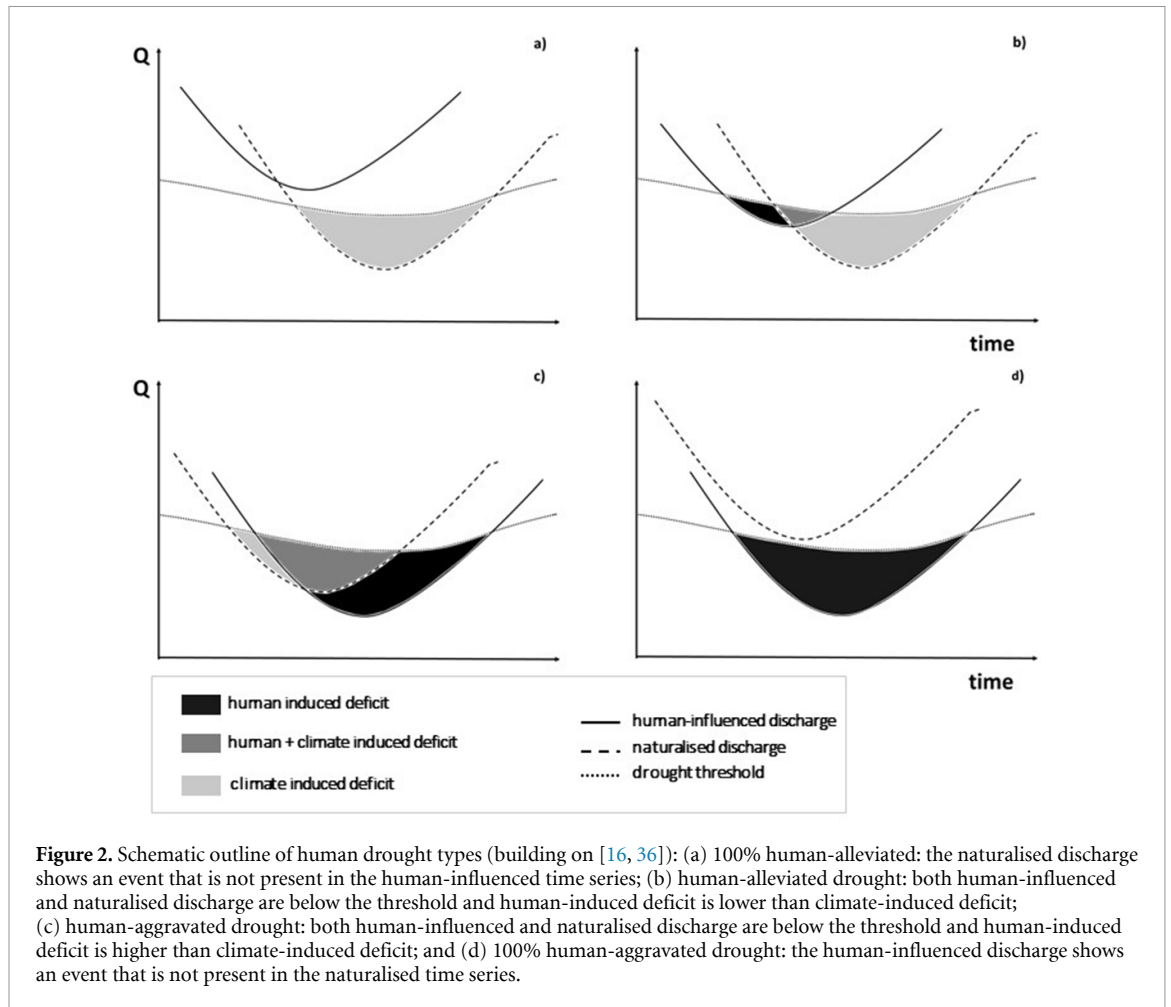 a)
b)
Q
time
c)
d)
Q
time
human induced deficit
human + climate induced deficit
climate induced deficit
human-influenced discharge
naturalised discharge
drought threshold
Figure 2. Schematic outline of human drought types (building on [16, 36]): (a) 100% human-alleviated: the naturalised discharge
shows an event that is not present in the human-influenced time series; (b) human-alleviated drought: both human-influenced
and naturalised discharge are below the threshold and human-induced deficit is lower than climate-induced deficit;
(c) human-aggravated drought: both human-influenced and naturalised discharge are below the threshold and human-induced
deficit is higher than climate-induced deficit; and (d) 100% human-aggravated drought: the human-influenced discharge shows
an event that is not present in the naturalised time series.